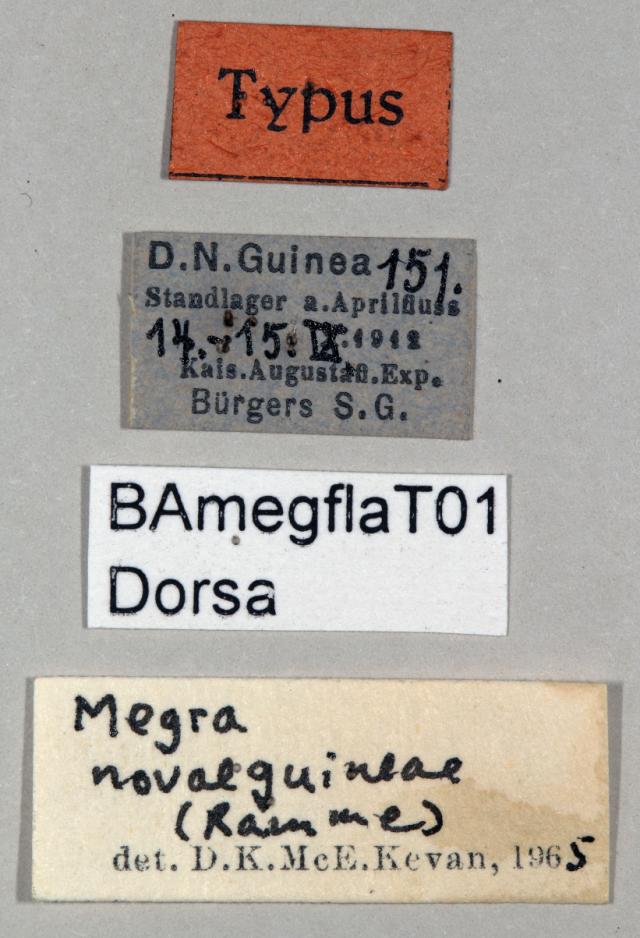 Typus
D.N.Guinea 151.
Standlager a.Aprilfluss
14.-15. IX.1912
Kais.Augustafl.Exp.
Bürgers S.G.
BAmegflaT01
Dorsa
Megra
novaeguineae
(Ramme)
det. D.K.McE.Kevan, 1965